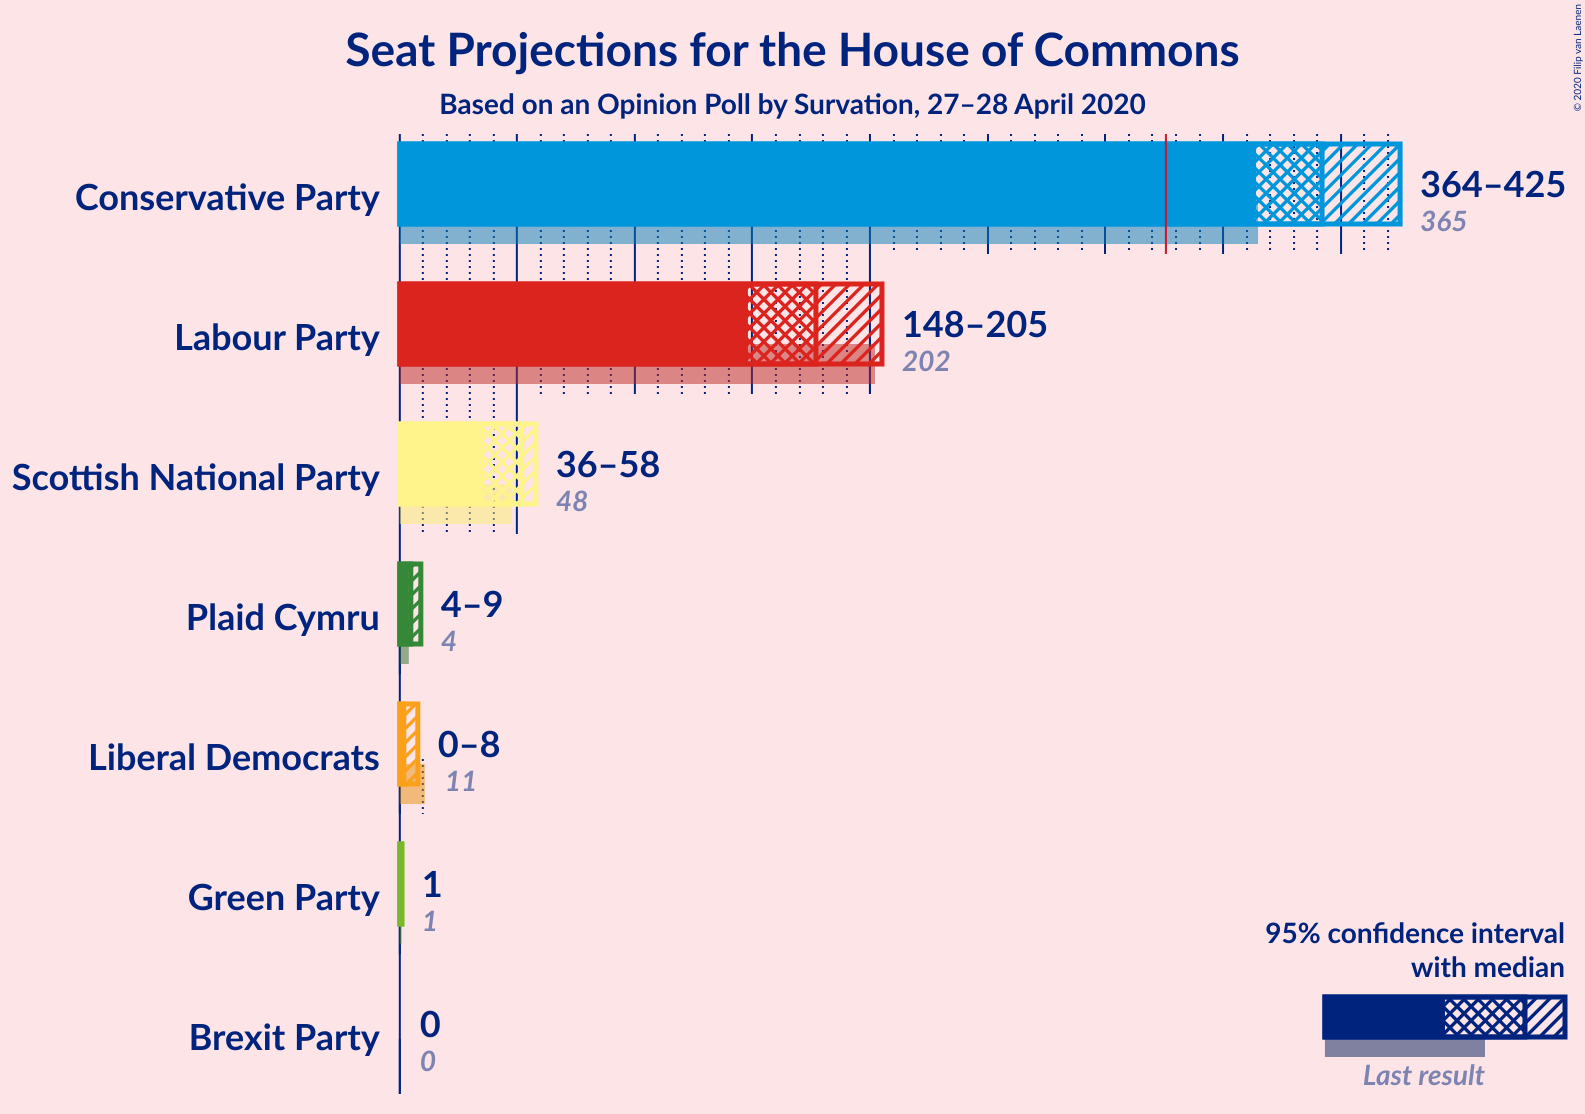 Seat Projections for the House of Commons
Based on an Opinion Poll by Survation, 27–28 April 2020
© 2020 Filip van Laenen
Conservative Party
364–425
365
Labour Party
148–205
202
Scottish National Party
36–58
48
Plaid Cymru
4–9
4
Liberal Democrats
0–8
11
Green Party
1
1
Brexit Party
0
0
95% confidence interval
with median
Last result